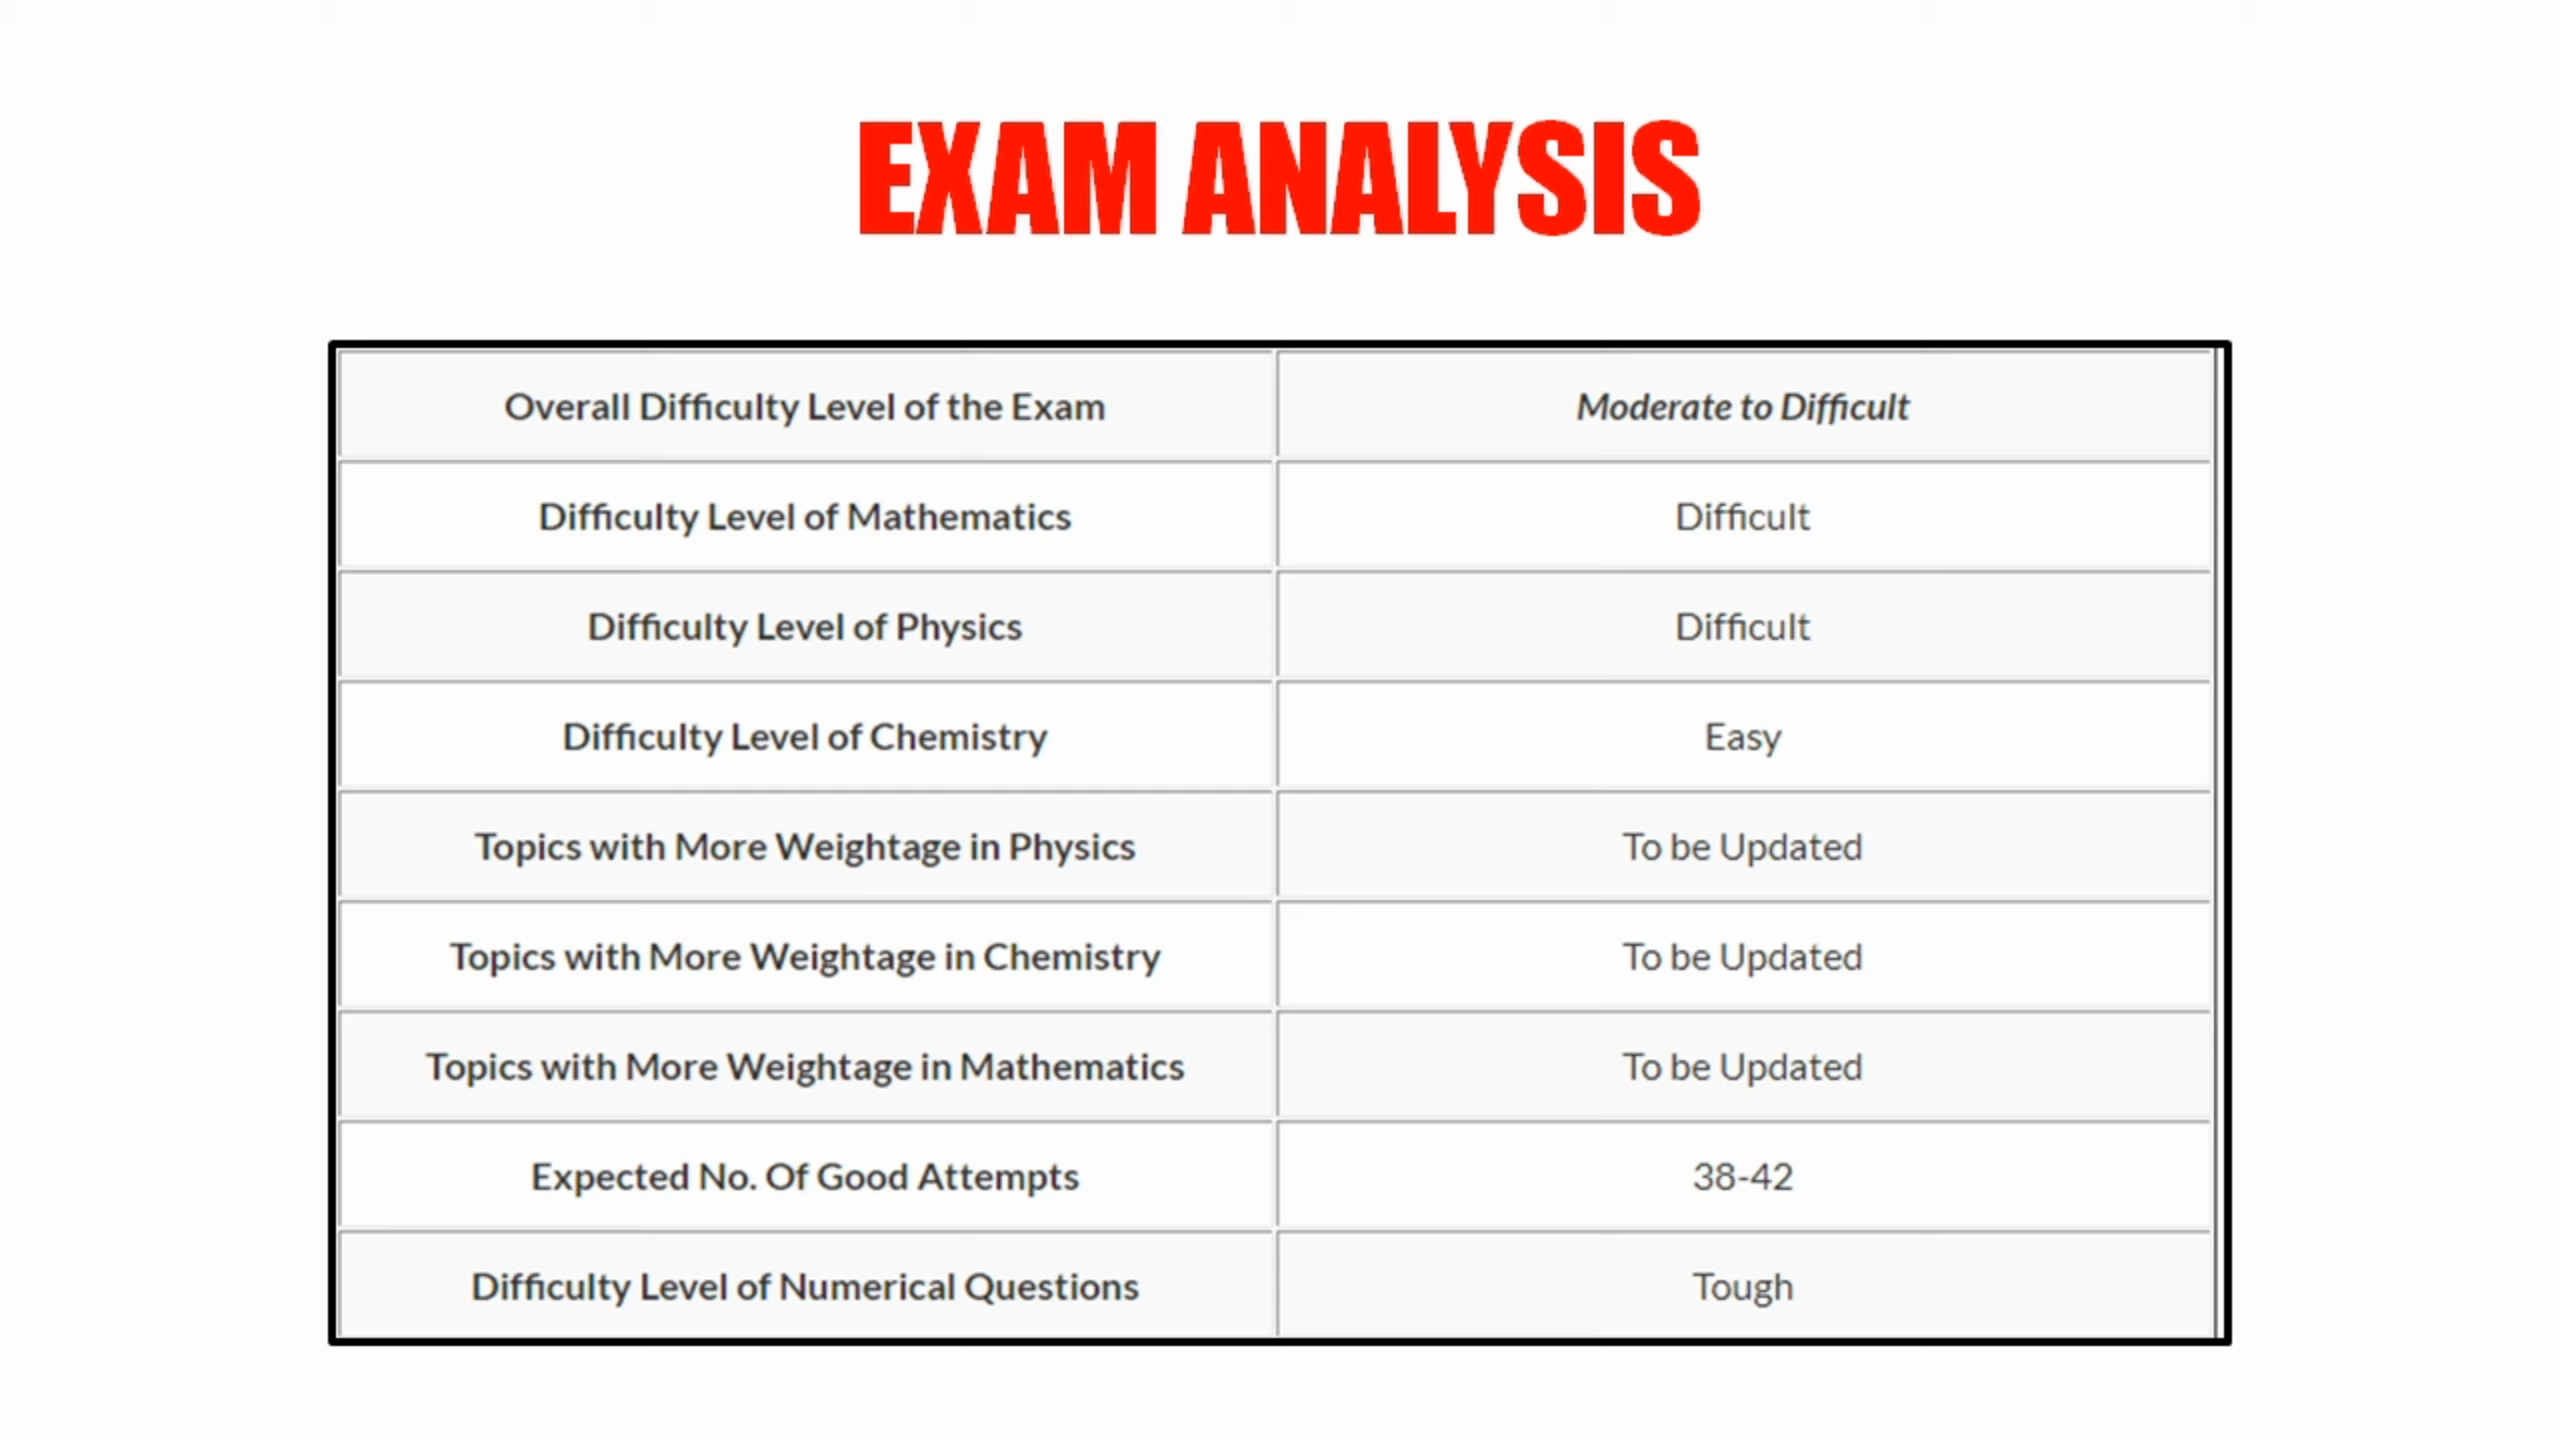 EXAM ANALYSIS
Overall Difficulty Level of the Exam Moderate to Difficult
Difficulty Level of Mathematics Difficult
Difficulty Level of Physics Difficult
Difficulty Level of Chemistry Easy
Topics with More Weightage in Physics To be Updated
Topics with More Weightage in Chemistry To be Updated
Topics with More Weightage in Mathematics To be Updated
Expected No. Of Good Attempts 38-42
Difficulty Level of Numerical Questions Tough